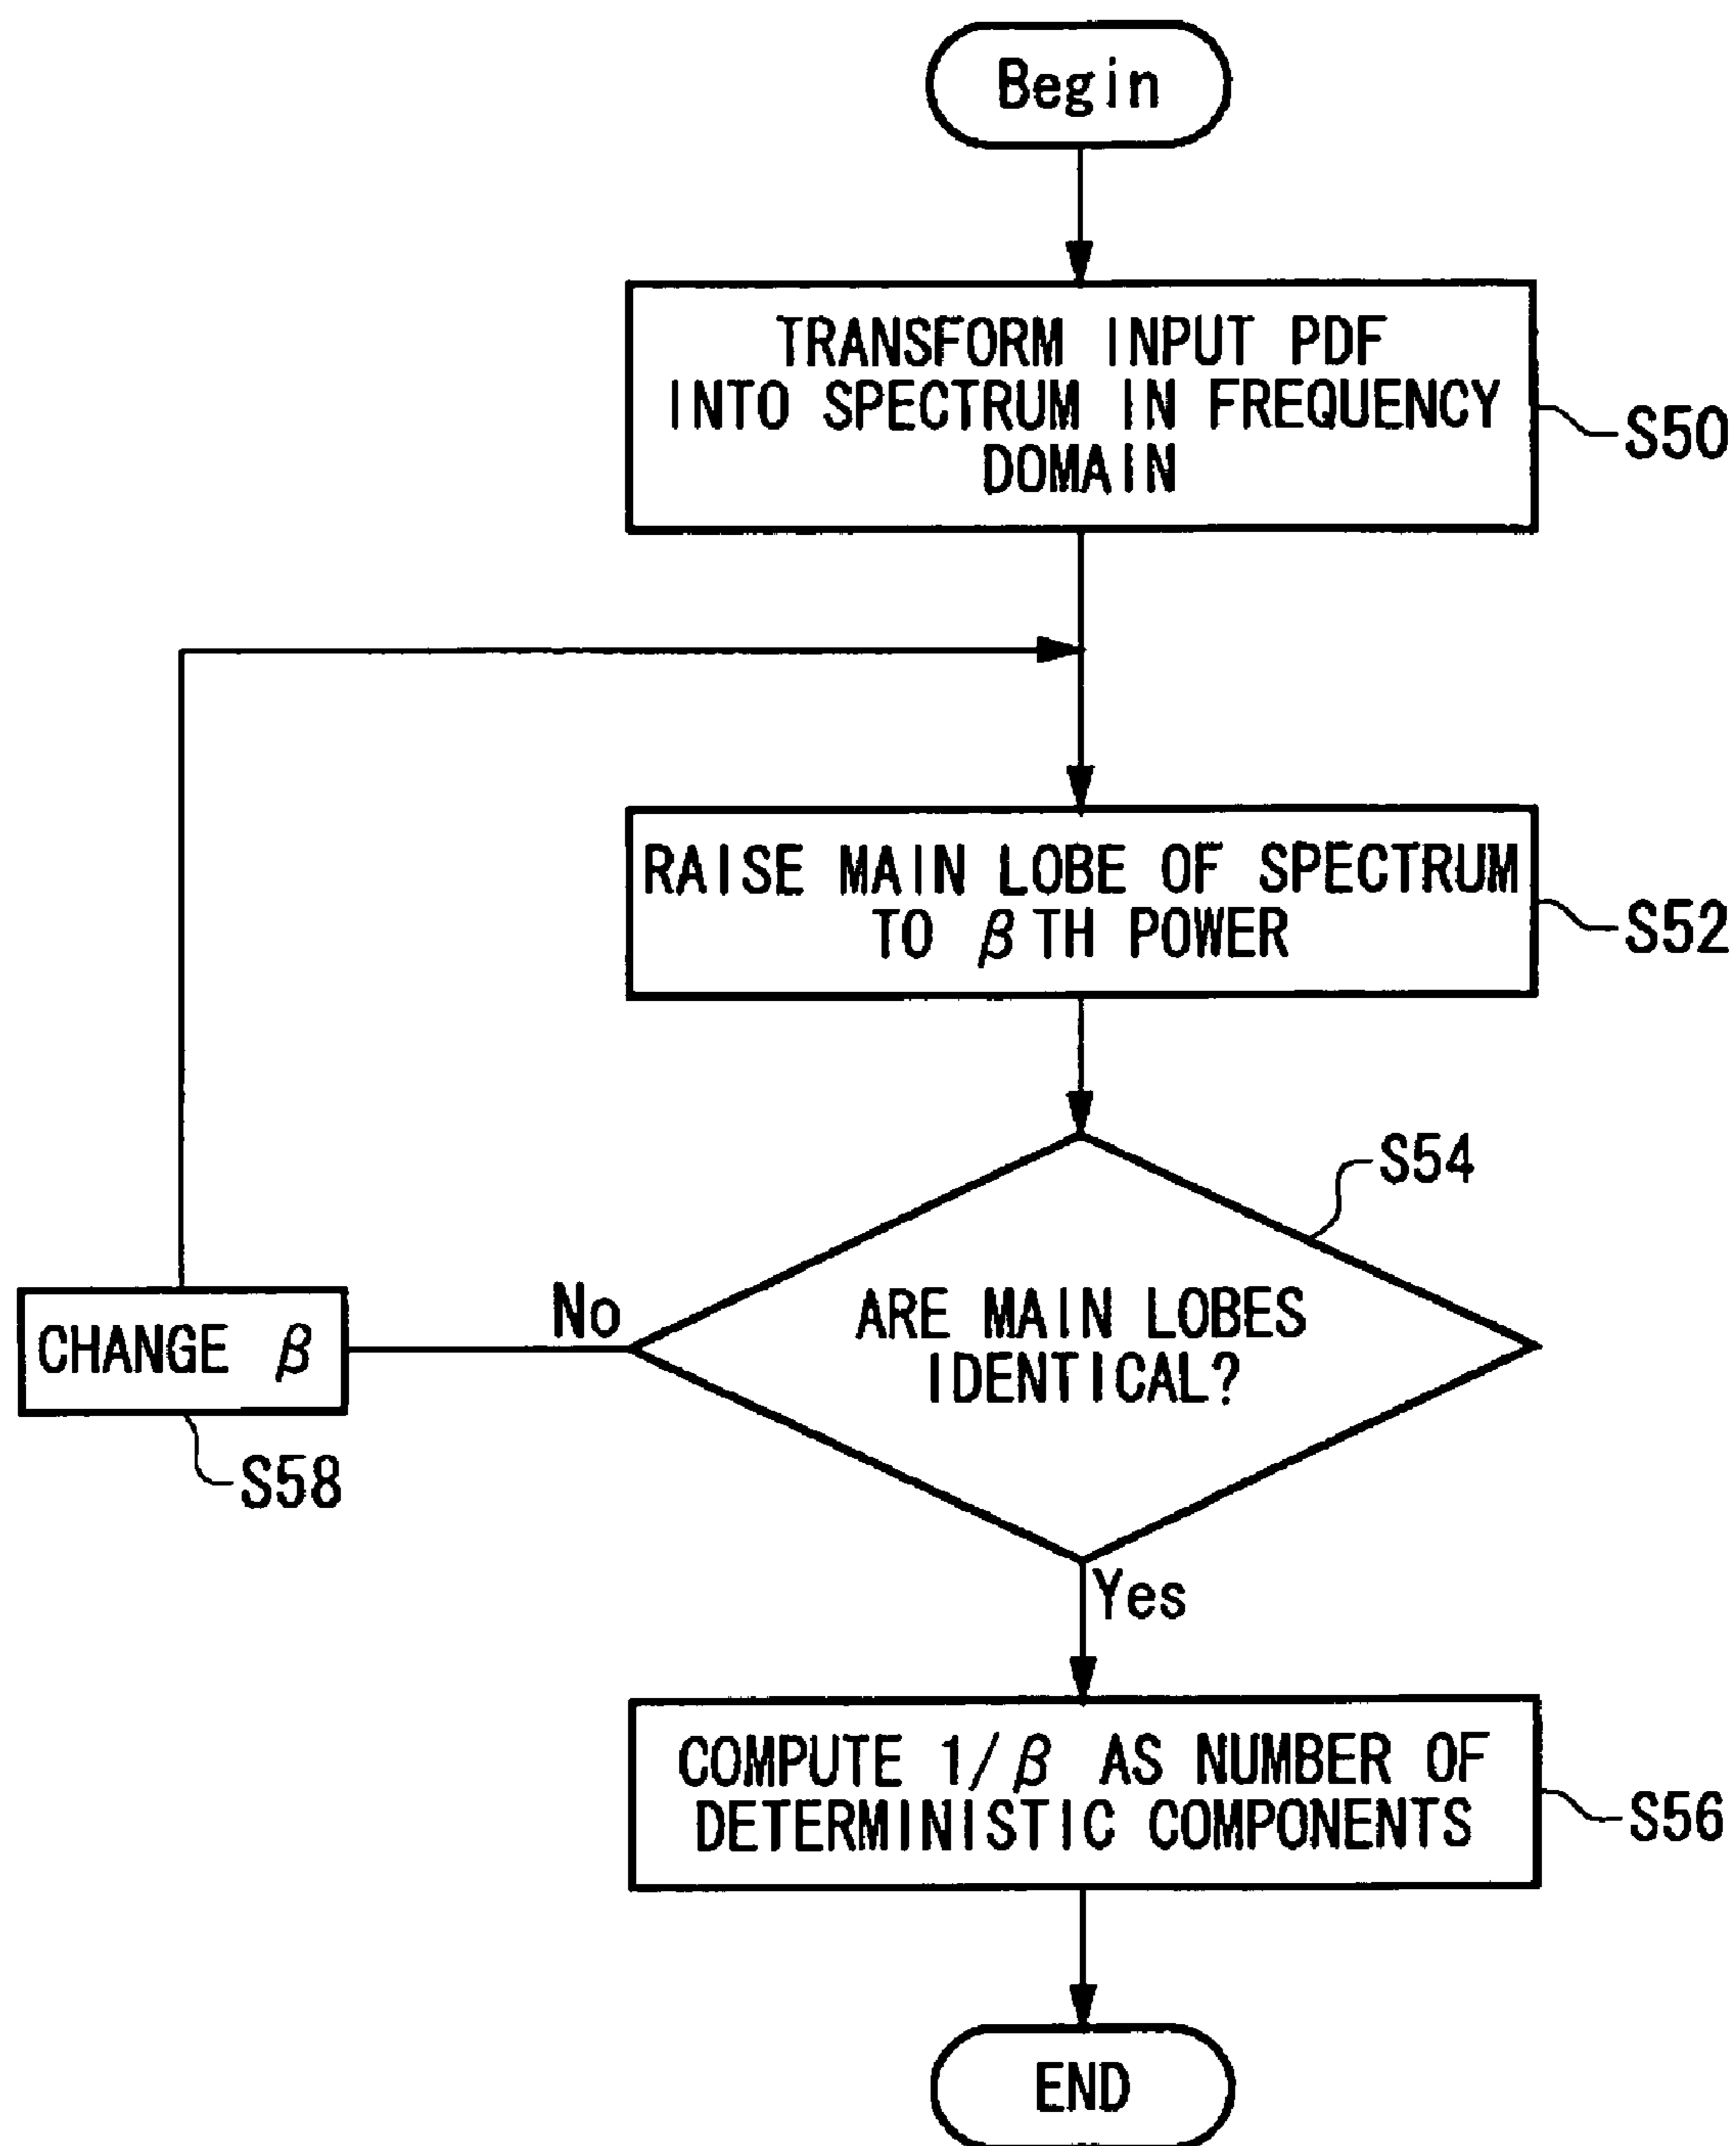 Begin
TRANSFORM INPUT PDF
INTO SPECTRUM IN FREQUENCY
DOMAIN
S50
RAISE MAIN LOBE OF SPECTRUM
TO β TH POWER
S52
S54
ARE MAIN LOBES
IDENTICAL?
No
CHANGE β
S58
Yes
COMPUTE 1/β AS NUMBER OF
DETERMINISTIC COMPONENTS
S56
END